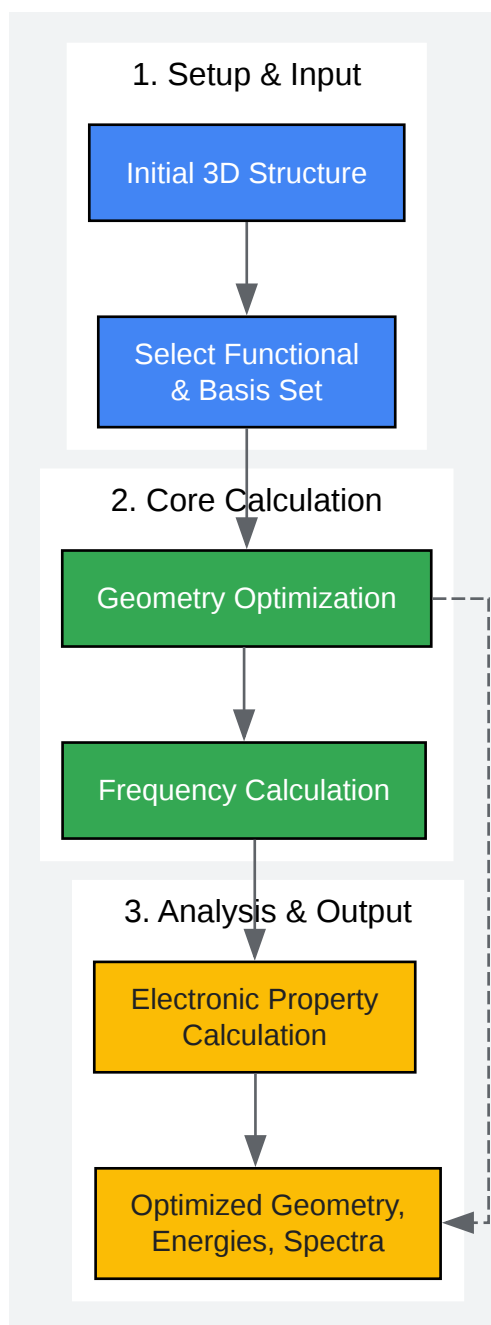 1. Setup & Input
Initial 3D Structure
Select Functional
& Basis Set
2. Core Calculation
Geometry Optimization
Frequency Calculation
3. Analysis & Output
Electronic Property
Calculation
Optimized Geometry,
Energies, Spectra